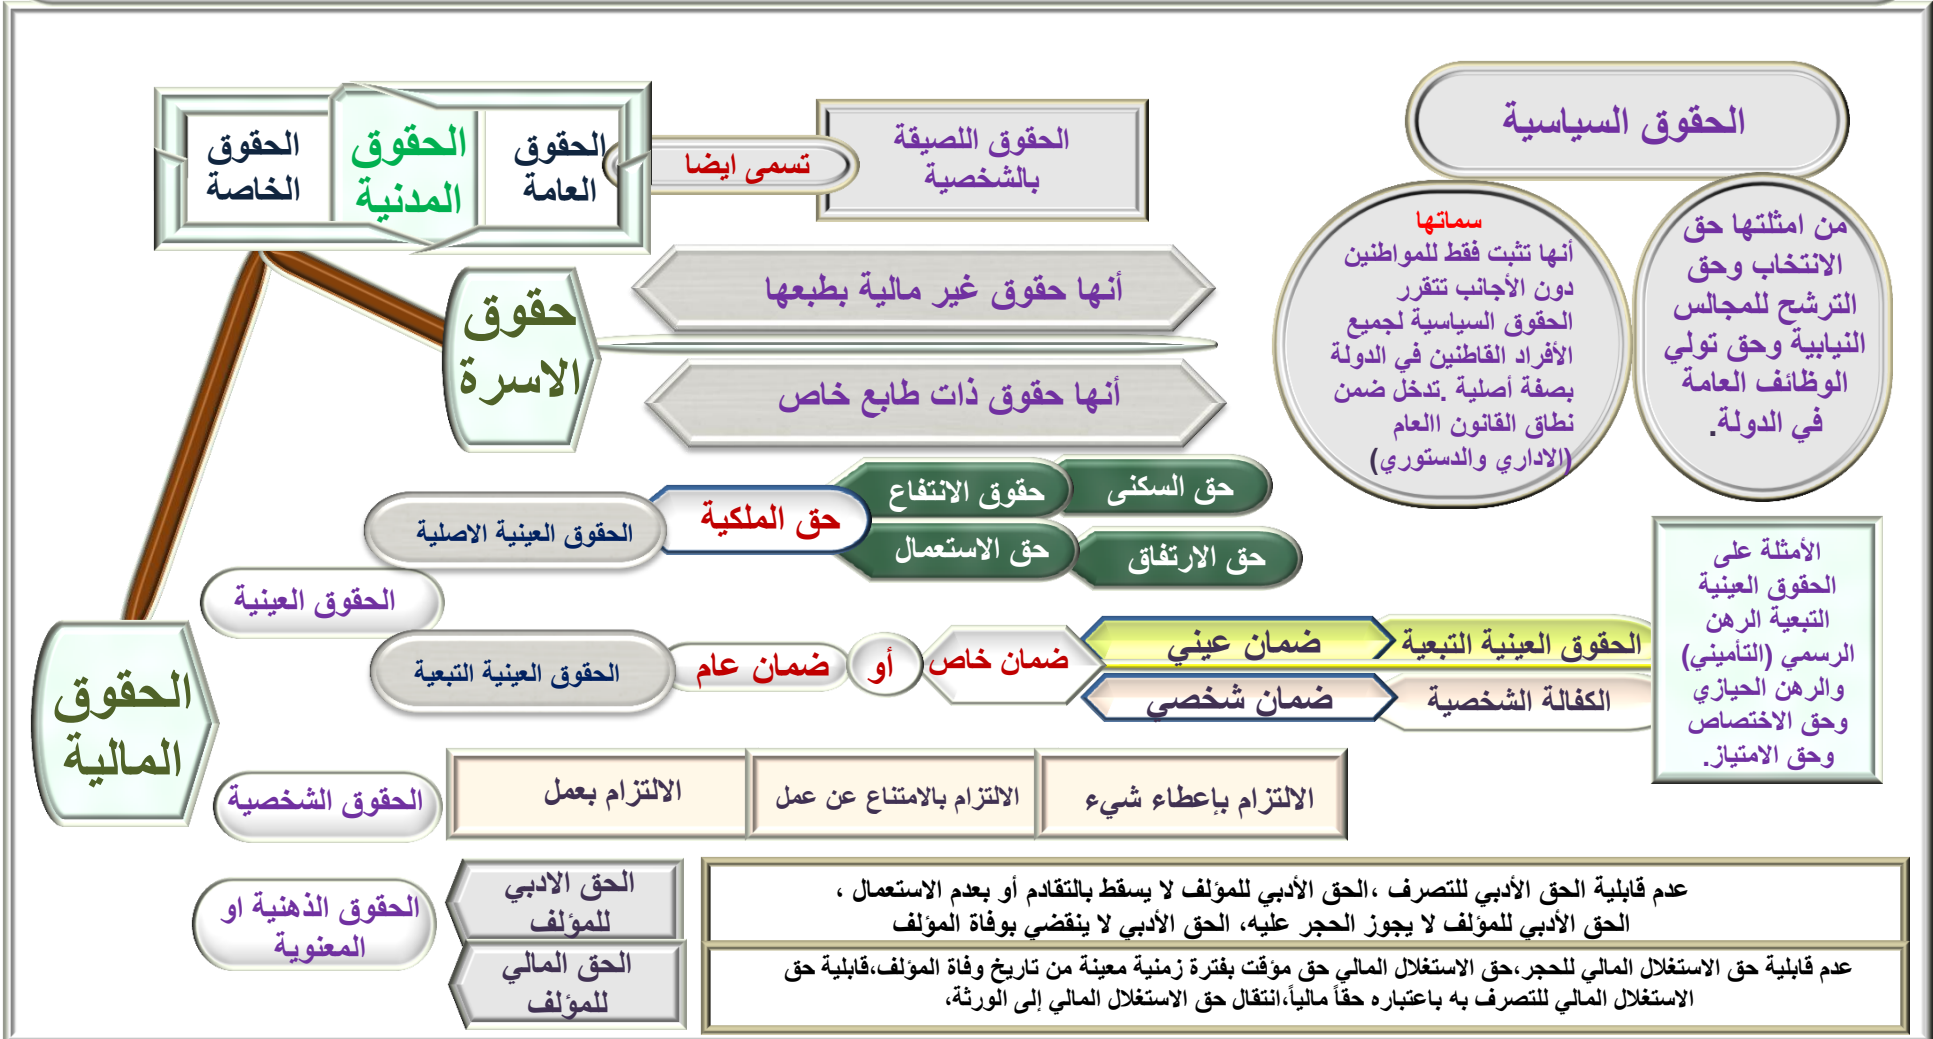 الحقوق السياسية
من امثلتها حق
الانتخاب وحق
الترشح للمجالس
النيابية وحق تولي
الوظائف العامة
في الدولة.
سماتها
أنها تثبت فقط للمواطنين
دون الأجانب تتقرر
الحقوق السياسية لجميع
الأفراد القاطنين في الدولة
بصفة أصلية .تدخل ضمن
نطاق القانون االعام
(الاداري والدستوري)
الحقوق اللصيقة
بالشخصية
تسمى ايضا
الحقوق
العامة
الحقوق
المدنية
الحقوق
الخاصة
حقوق
الاسرة
أنها حقوق غير مالية بطبعها
أنها حقوق ذات طابع خاص
الحقوق
المالية
الحقوق العينية
الحقوق العينية الاصلية
حق الملكية
حقوق الانتفاع
حق السكنى
حق الاستعمال
حق الارتفاق
الحقوق العينية التبعية
ضمان عام
أو
ضمان خاص
ضمان عيني
الحقوق العينية التبعية
ضمان شخصي
الكفالة الشخصية
الأمثلة على
الحقوق العينية
التبعية الرهن
الرسمي (التأميني)
والرهن الحيازي
وحق الاختصاص
وحق الامتياز.
الحقوق الشخصية
الالتزام بإعطاء شيء
الالتزام بالامتناع عن عمل
الالتزام بعمل
الحقوق الذهنية او
المعنوية
الحق الادبي
للمؤلف
عدم قابلية الحق الأدبي للتصرف ،الحق الأدبي للمؤلف لا يسقط بالتقادم أو بعدم الاستعمال ،
الحق الأدبي للمؤلف لا يجوز الحجر عليه، الحق الأدبي لا ينقضي بوفاة المؤلف
الحق المالي
للمؤلف
عدم قابلية حق الاستغلال المالي للحجر،حق الاستغلال المالي حق مؤقت بفترة زمنية معينة من تاريخ وفاة المؤلف،قابلية حق
الاستغلال المالي للتصرف به باعتباره حقاً مالياً،انتقال حق الاستغلال المالي إلى الورثة،